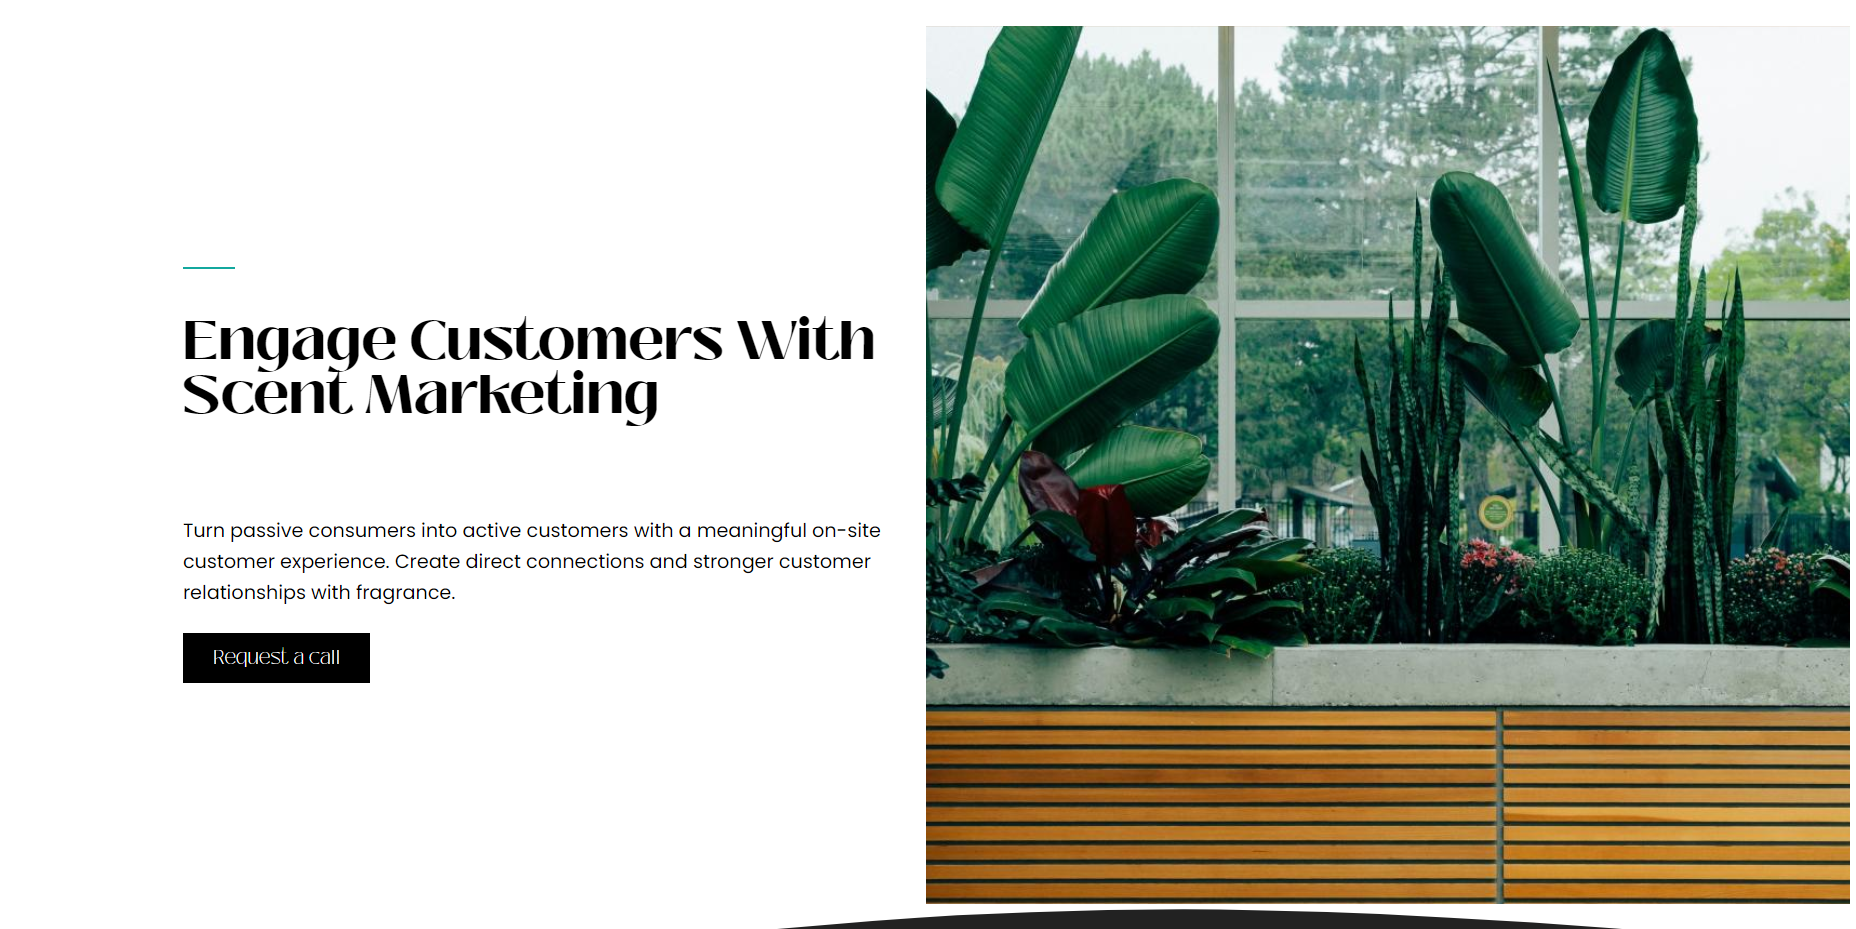 Engage Customers With
Scent Marketing
Turn passive consumers into active customers with a meaningful on-site
customer experience. Create direct connections and stronger customer
relationships with fragrance.
Request a call